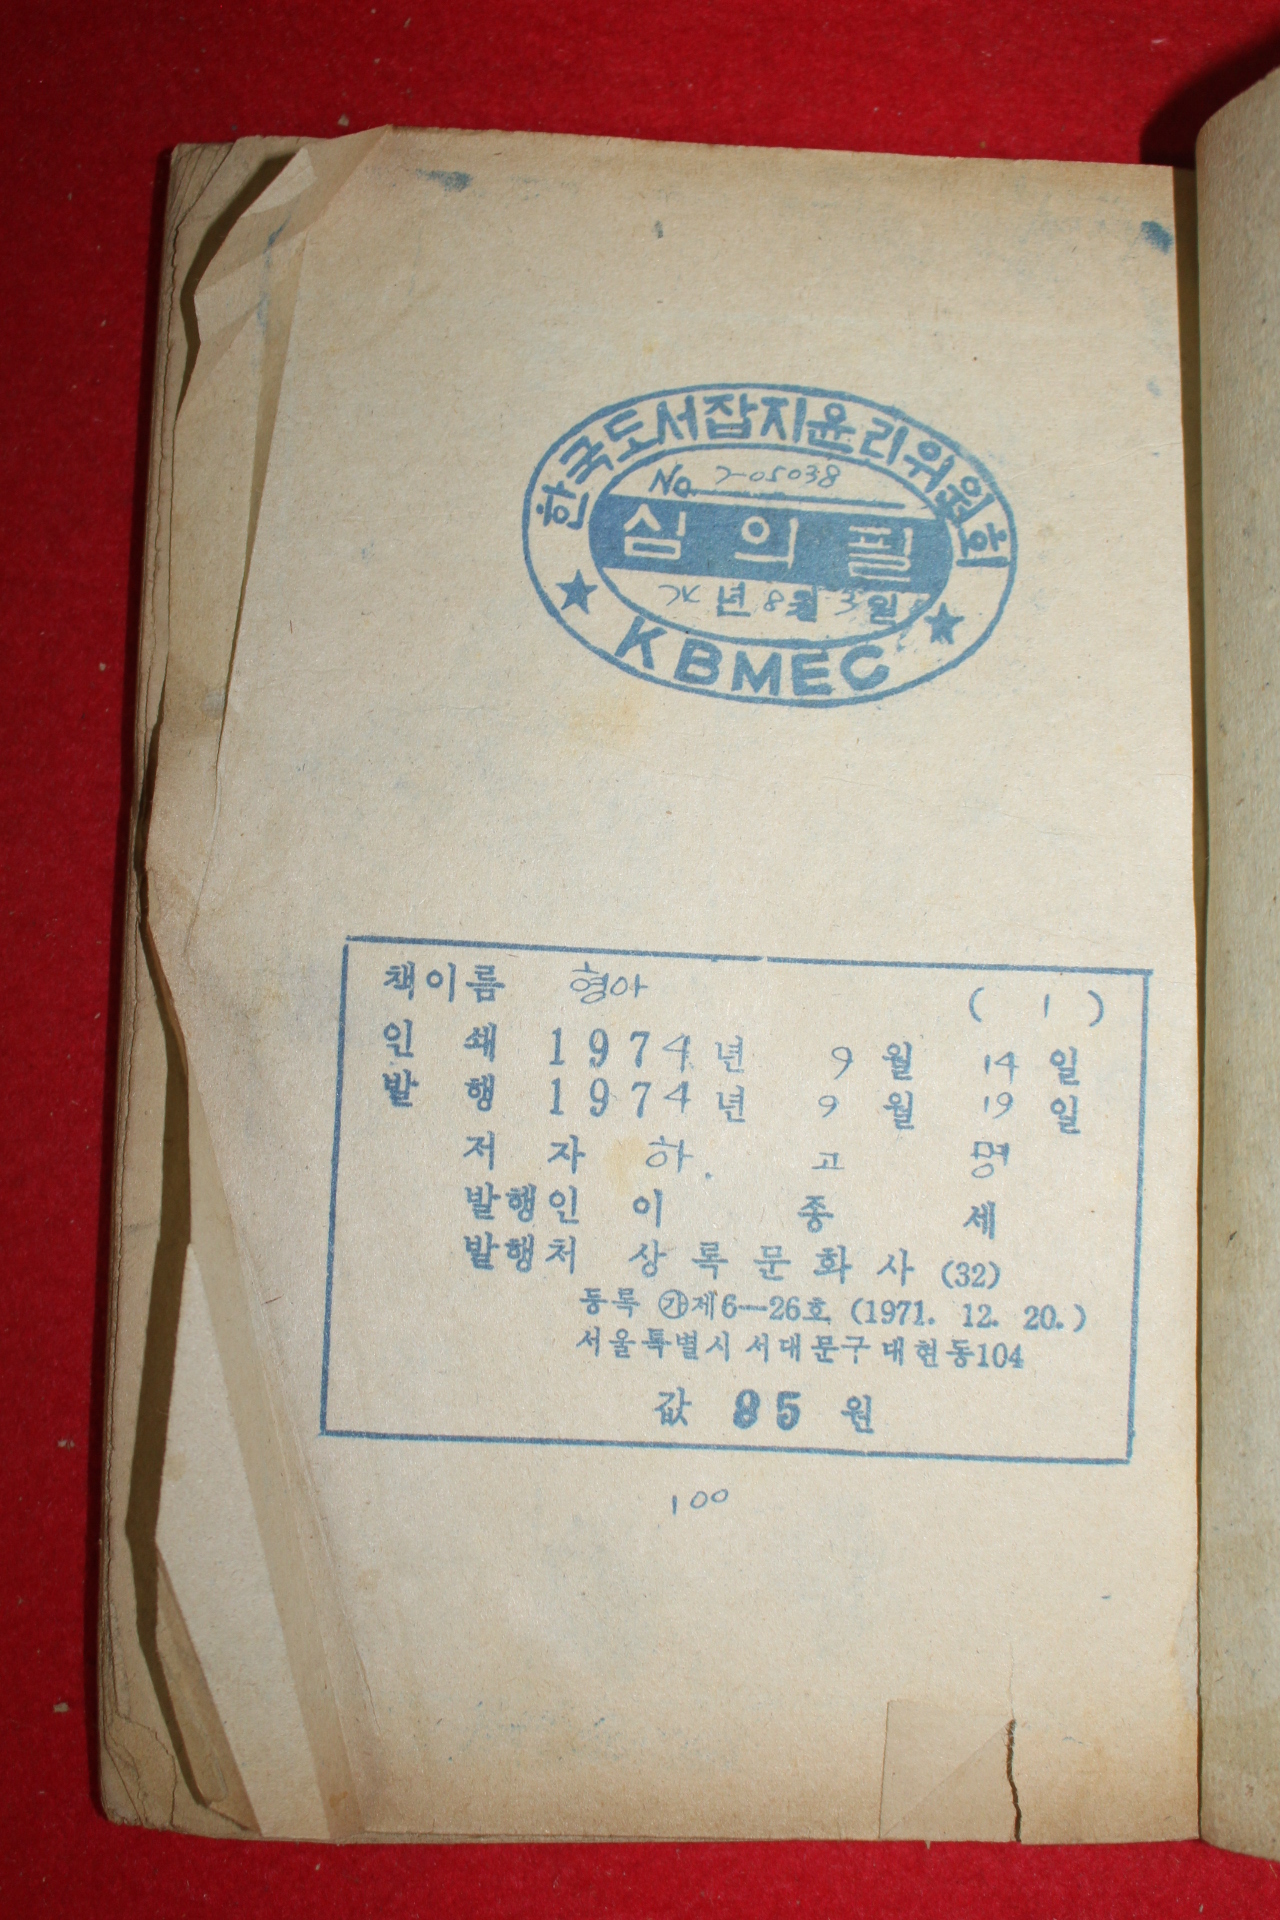 한국도서잡지윤리위원회
No 7-05038
심의필
74년 8월 3일
★ KBMEC ★
책이름 형아 ( 1 )
인 쇄 1974년 9월 14일
발 행 1974년 9월 19일
저 자 하 고 명
발행인 이 종 세
발행처 상록문화사 (32)
등록 ㉮제6—26호 (1971. 12. 20.)
서울특별시 서대문구 대현동104
값 85 원
100